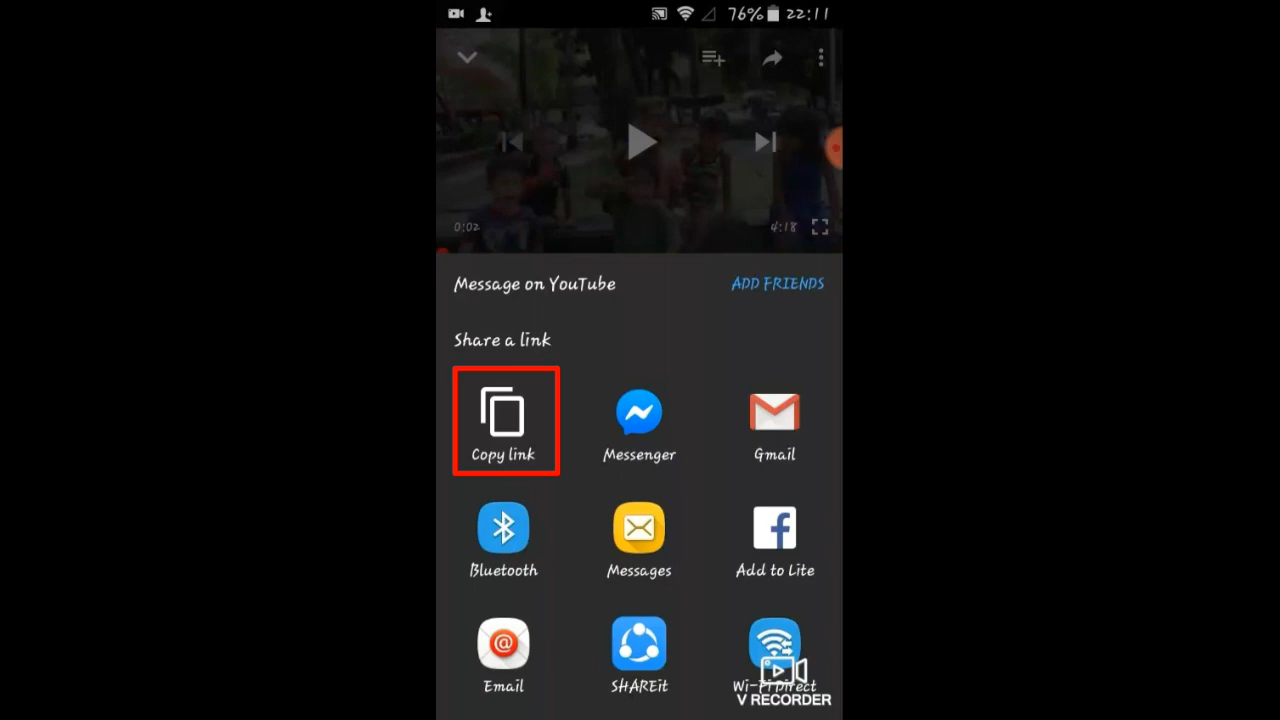 76% 22:11
0:02 4:18
Message on YouTube ADD FRIENDS
Share a link
Copy link Messenger Gmail
Bluetooth Messages Add to Lite
Email SHAREit Wi-Fi Direct
V RECORDER